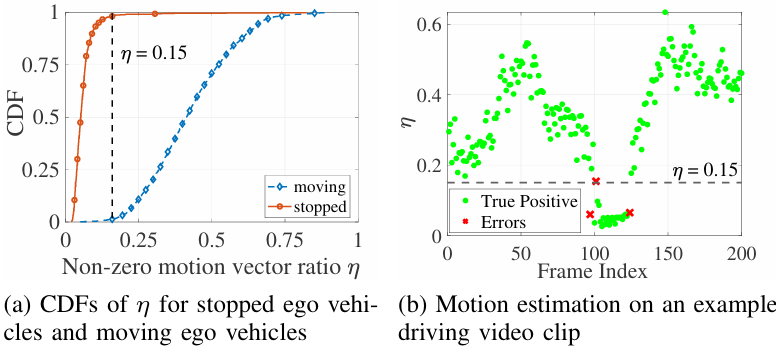 1
0.75
0.5
0.25
0
CDF
η = 0.15
moving
stopped
0
0.25
0.5
0.75
1
Non-zero motion vector ratio η
(a) CDFs of η for stopped ego vehi-
cles and moving ego vehicles
0.6
0.4
0.2
0
η
η = 0.15
True Positive
Errors
0
50
100
150
200
Frame Index
(b) Motion estimation on an example
driving video clip